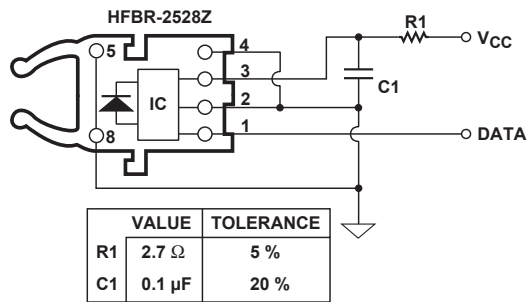 HFBR-2528Z
R1
VCC
5
4
3
IC
C1
2
8
1
DATA
VALUE TOLERANCE
R1 2.7 Ω 5 %
C1 0.1 µF 20 %